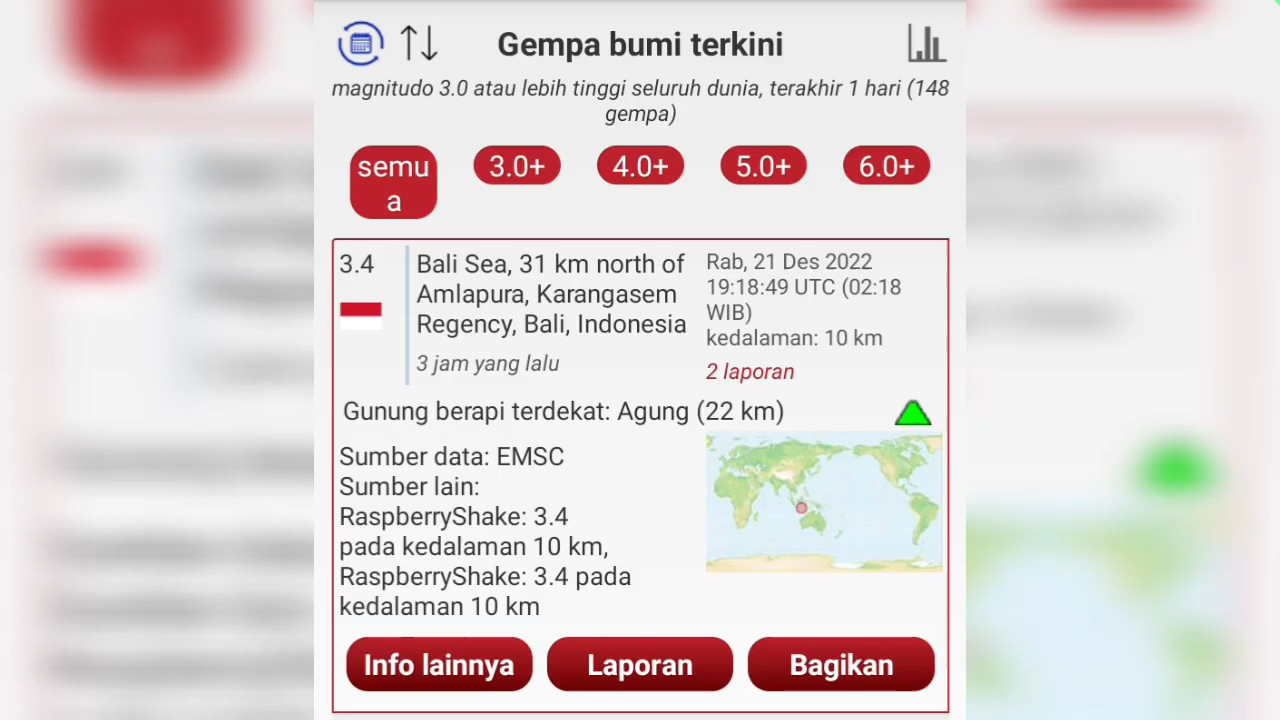 Gempa bumi terkini
magnitudo 3.0 atau lebih tinggi seluruh dunia, terakhir 1 hari (148
gempa)
semu
a
3.0+
4.0+
5.0+
6.0+
3.4
Bali Sea, 31 km north of
Amlapura, Karangasem
Regency, Bali, Indonesia
3 jam yang lalu
Rab, 21 Des 2022
19:18:49 UTC (02:18
WIB)
kedalaman: 10 km
2 laporan
Gunung berapi terdekat: Agung (22 km)
Sumber data: EMSC
Sumber lain:
RaspberryShake: 3.4
pada kedalaman 10 km,
RaspberryShake: 3.4 pada
kedalaman 10 km
Info lainnya
Laporan
Bagikan